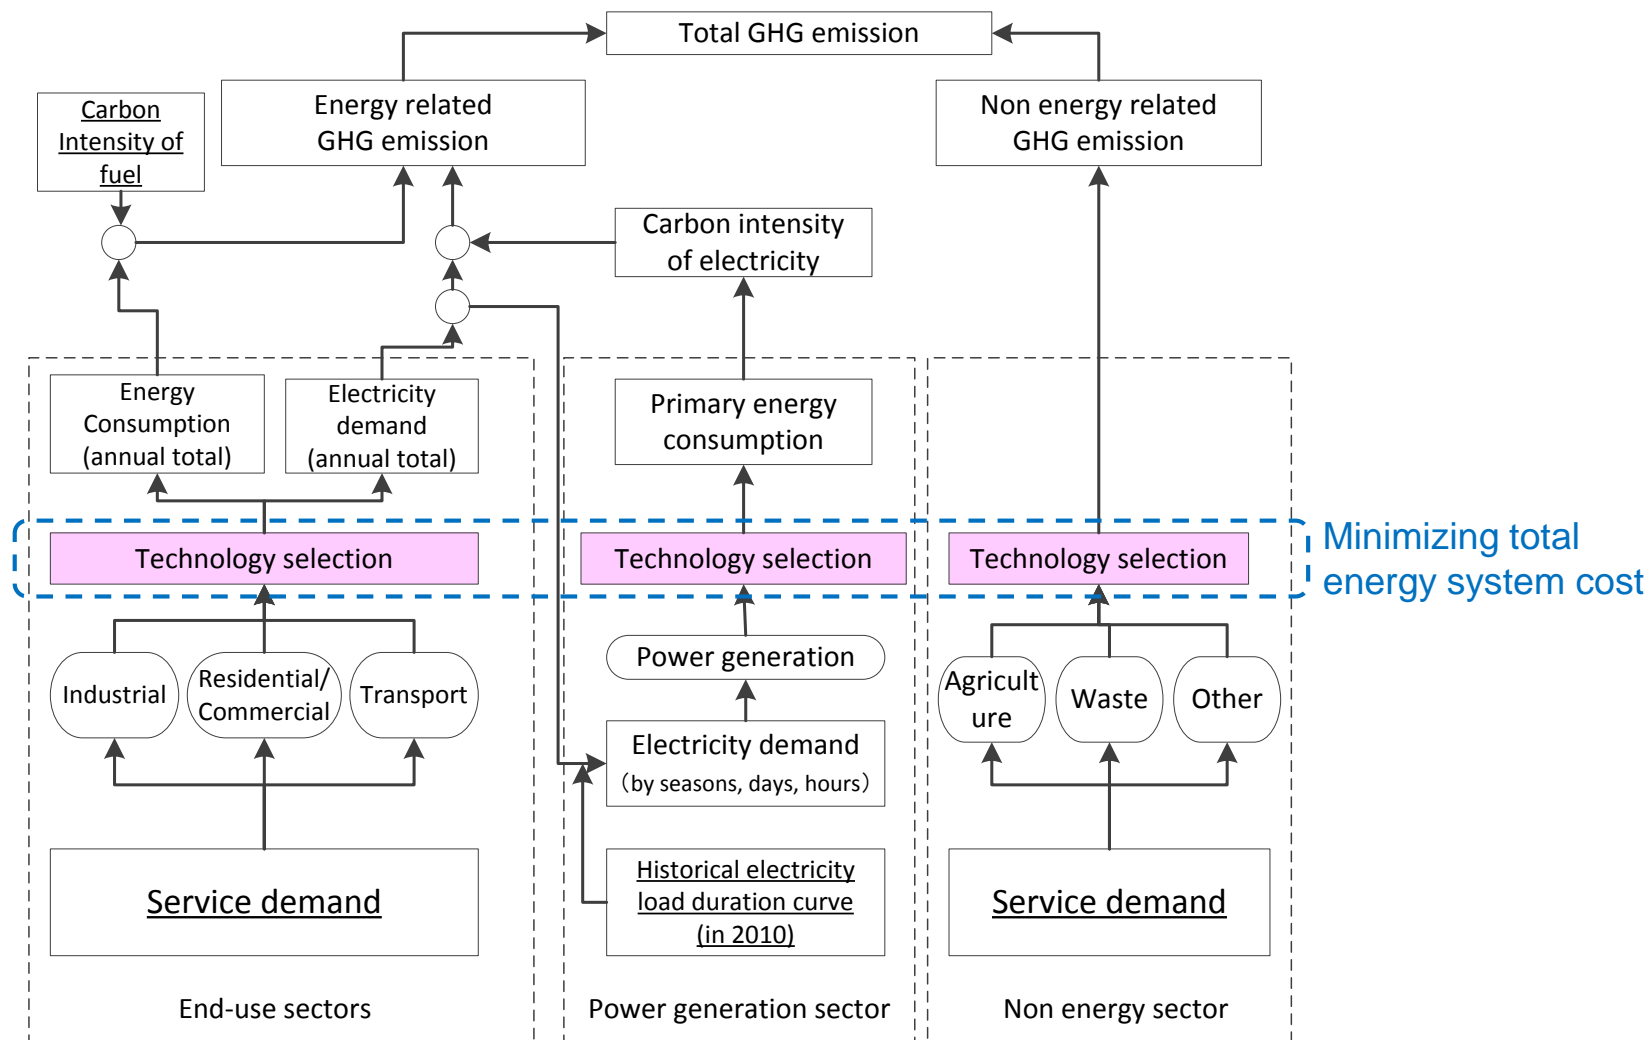 Total GHG emission
Carbon
Intensity of
fuel
Energy related
GHG emission
Non energy related
GHG emission
Carbon intensity
of electricity
Energy
Consumption
(annual total)
Electricity
demand
(annual total)
Primary energy
consumption
Technology selection
Technology selection
Technology selection
Minimizing total
energy system cost
Industrial
Residential/
Commercial
Transport
Power generation
Agricult
ure
Waste
Other
Electricity demand
（by seasons, days, hours）
Service demand
Historical electricity
load duration curve
(in 2010)
Service demand
End-use sectors
Power generation sector
Non energy sector